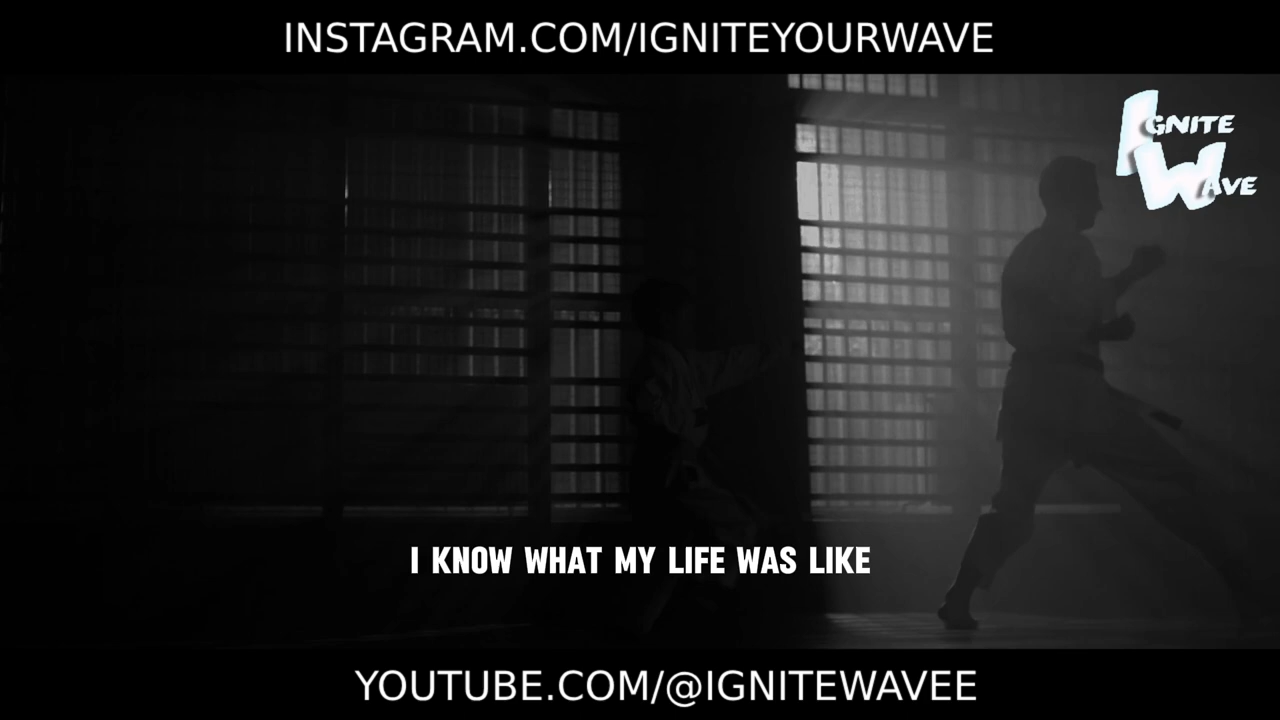 INSTAGRAM.COM/IGNITEYOURWAVE
IGNITE
WAVE
I KNOW WHAT MY LIFE WAS LIKE
YOUTUBE.COM/@IGNITEWAVEE